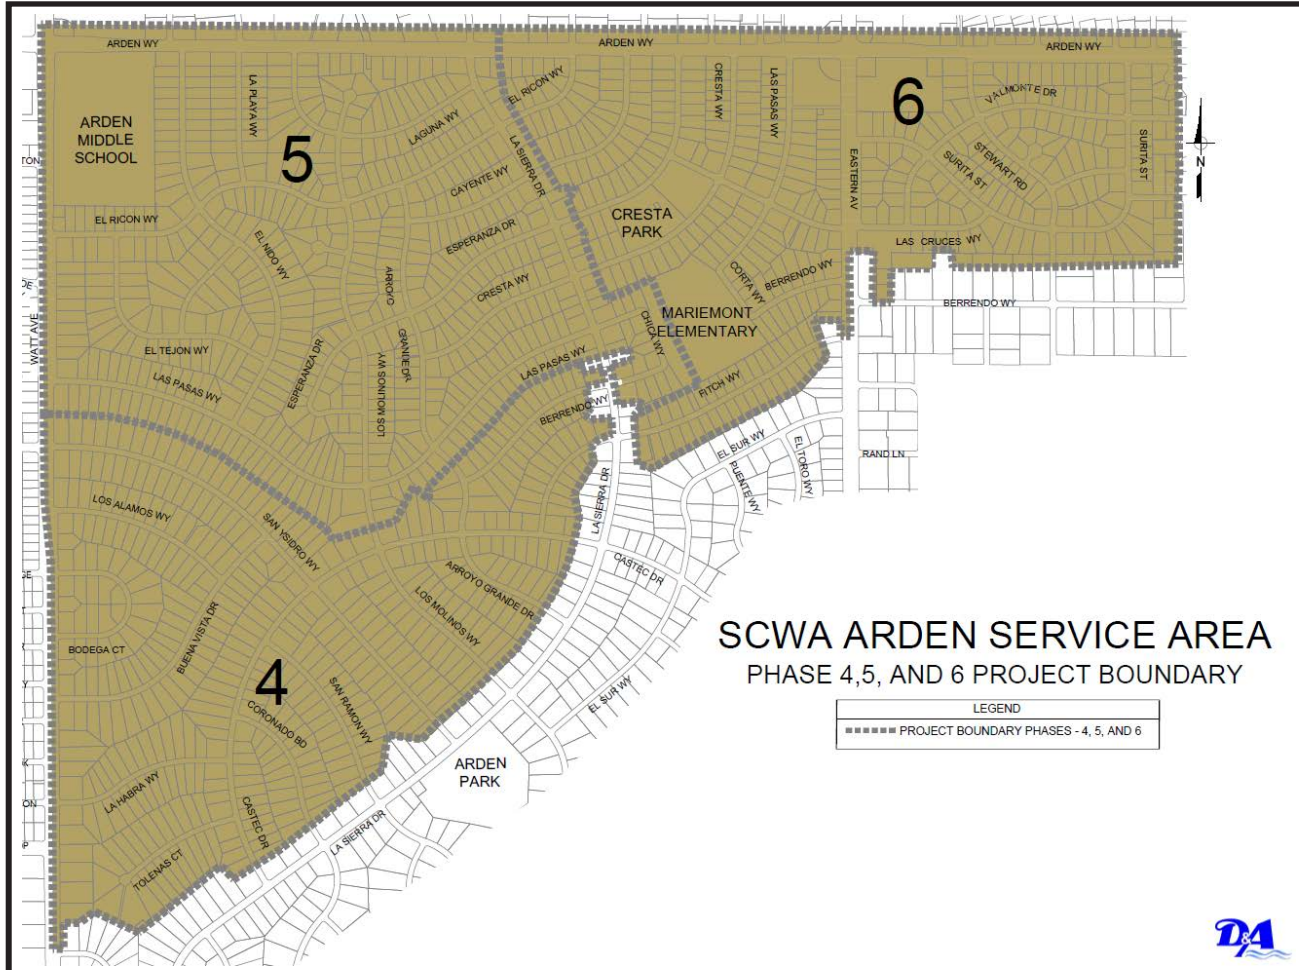 ARDEN WY
ARDEN WY
ARDEN WY
ARDEN
MIDDLE
SCHOOL
LA PLAYA WY
5
LAGUNA WY
EL RICON WY
LA SIERRA DR
CRESTA WY
LAS PASAS WY
6
VALMONTE DR
SURITA ST
STEWART RD
SURITA ST
EASTERN AV
N
TON
CAYENTE WY
ESPERANZA DR
CRESTA WY
EL RICON WY
EL NIDO WY
ARROYO
GRANDE DR
CRESTA
PARK
LAS CRUCES WY
CORTA WY
BERRENDO WY
BERRENDO WY
MARIEMONT
ELEMENTARY
CHICA WY
WATT AVE
EL TEJON WY
LAS PASAS WY
ESPERANZA DR
LOS MOLINOS WY
LAS PASAS WY
BERRENDO WY
FITCH WY
EL SUR WY
EL TORO WY
PUENTE WY
RAND LN
LA SIERRA DR
CASTEC DR
LOS ALAMOS WY
SAN YSIDRO WY
ARROYO GRANDE DR
LOS MOLINOS WY
BODEGA CT
BUENA VISTA DR
4
CORONADO BD
SAN RAMON WY
EL SUR WY
SCWA ARDEN SERVICE AREA
PHASE 4,5, AND 6 PROJECT BOUNDARY
LEGEND
PROJECT BOUNDARY PHASES - 4, 5, AND 6
ARDEN
PARK
LA HABRA WY
CASTEC DR
LA SIERRA DR
TOLENAS CT
ON
D&A